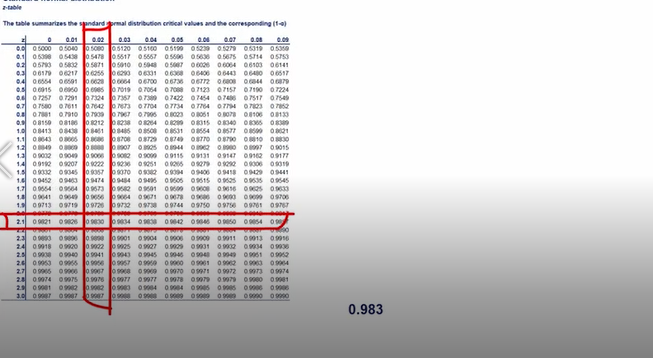 z-table
The table summarizes the standard normal distribution critical values and the corresponding (1-α)
z 0 0.01 0.02 0.03 0.04 0.05 0.06 0.07 0.08 0.09
0.0 0.5000 0.5040 0.5080 0.5120 0.5160 0.5199 0.5239 0.5279 0.5319 0.5359
0.1 0.5398 0.5438 0.5478 0.5517 0.5557 0.5596 0.5636 0.5675 0.5714 0.5753
0.2 0.5793 0.5832 0.5871 0.5910 0.5948 0.5987 0.6026 0.6064 0.6103 0.6141
0.3 0.6179 0.6217 0.6255 0.6293 0.6331 0.6368 0.6406 0.6443 0.6480 0.6517
0.4 0.6554 0.6591 0.6628 0.6664 0.6700 0.6736 0.6772 0.6808 0.6844 0.6879
0.5 0.6915 0.6950 0.6985 0.7019 0.7054 0.7088 0.7123 0.7157 0.7190 0.7224
0.6 0.7257 0.7291 0.7324 0.7357 0.7389 0.7422 0.7454 0.7486 0.7517 0.7549
0.7 0.7580 0.7611 0.7642 0.7673 0.7704 0.7734 0.7764 0.7794 0.7823 0.7852
0.8 0.7881 0.7910 0.7939 0.7967 0.7995 0.8023 0.8051 0.8078 0.8106 0.8133
0.9 0.8159 0.8186 0.8212 0.8238 0.8264 0.8289 0.8315 0.8340 0.8365 0.8389
1.0 0.8413 0.8438 0.8461 0.8485 0.8508 0.8531 0.8554 0.8577 0.8599 0.8621
1.1 0.8643 0.8665 0.8686 0.8708 0.8729 0.8749 0.8770 0.8790 0.8810 0.8830
1.2 0.8849 0.8869 0.8888 0.8907 0.8925 0.8944 0.8962 0.8980 0.8997 0.9015
1.3 0.9032 0.9049 0.9066 0.9082 0.9099 0.9115 0.9131 0.9147 0.9162 0.9177
1.4 0.9192 0.9207 0.9222 0.9236 0.9251 0.9265 0.9279 0.9292 0.9306 0.9319
1.5 0.9332 0.9345 0.9357 0.9370 0.9382 0.9394 0.9406 0.9418 0.9429 0.9441
1.6 0.9452 0.9463 0.9474 0.9484 0.9495 0.9505 0.9515 0.9525 0.9535 0.9545
1.7 0.9554 0.9564 0.9573 0.9582 0.9591 0.9599 0.9608 0.9616 0.9625 0.9633
1.8 0.9641 0.9649 0.9656 0.9664 0.9671 0.9678 0.9686 0.9693 0.9699 0.9706
1.9 0.9713 0.9719 0.9726 0.9732 0.9738 0.9744 0.9750 0.9756 0.9761 0.9767
2.1 0.9821 0.9826 0.9830 0.9834 0.9838 0.9842 0.9846 0.9850 0.9854
2.3 0.9893 0.9896 0.9898 0.9901 0.9904 0.9906 0.9909 0.9911 0.9913 0.9916
2.4 0.9918 0.9920 0.9922 0.9925 0.9927 0.9929 0.9931 0.9932 0.9934 0.9936
2.5 0.9938 0.9940 0.9941 0.9943 0.9945 0.9946 0.9948 0.9949 0.9951 0.9952
2.6 0.9953 0.9955 0.9956 0.9957 0.9959 0.9960 0.9961 0.9962 0.9963 0.9964
2.7 0.9965 0.9966 0.9967 0.9968 0.9969 0.9970 0.9971 0.9972 0.9973 0.9974
2.8 0.9974 0.9975 0.9976 0.9977 0.9977 0.9978 0.9979 0.9979 0.9980 0.9981
2.9 0.9981 0.9982 0.9982 0.9983 0.9984 0.9984 0.9985 0.9985 0.9986 0.9986
3.0 0.9987 0.9987 0.9987 0.9988 0.9988 0.9989 0.9989 0.9989 0.9990 0.9990
0.983